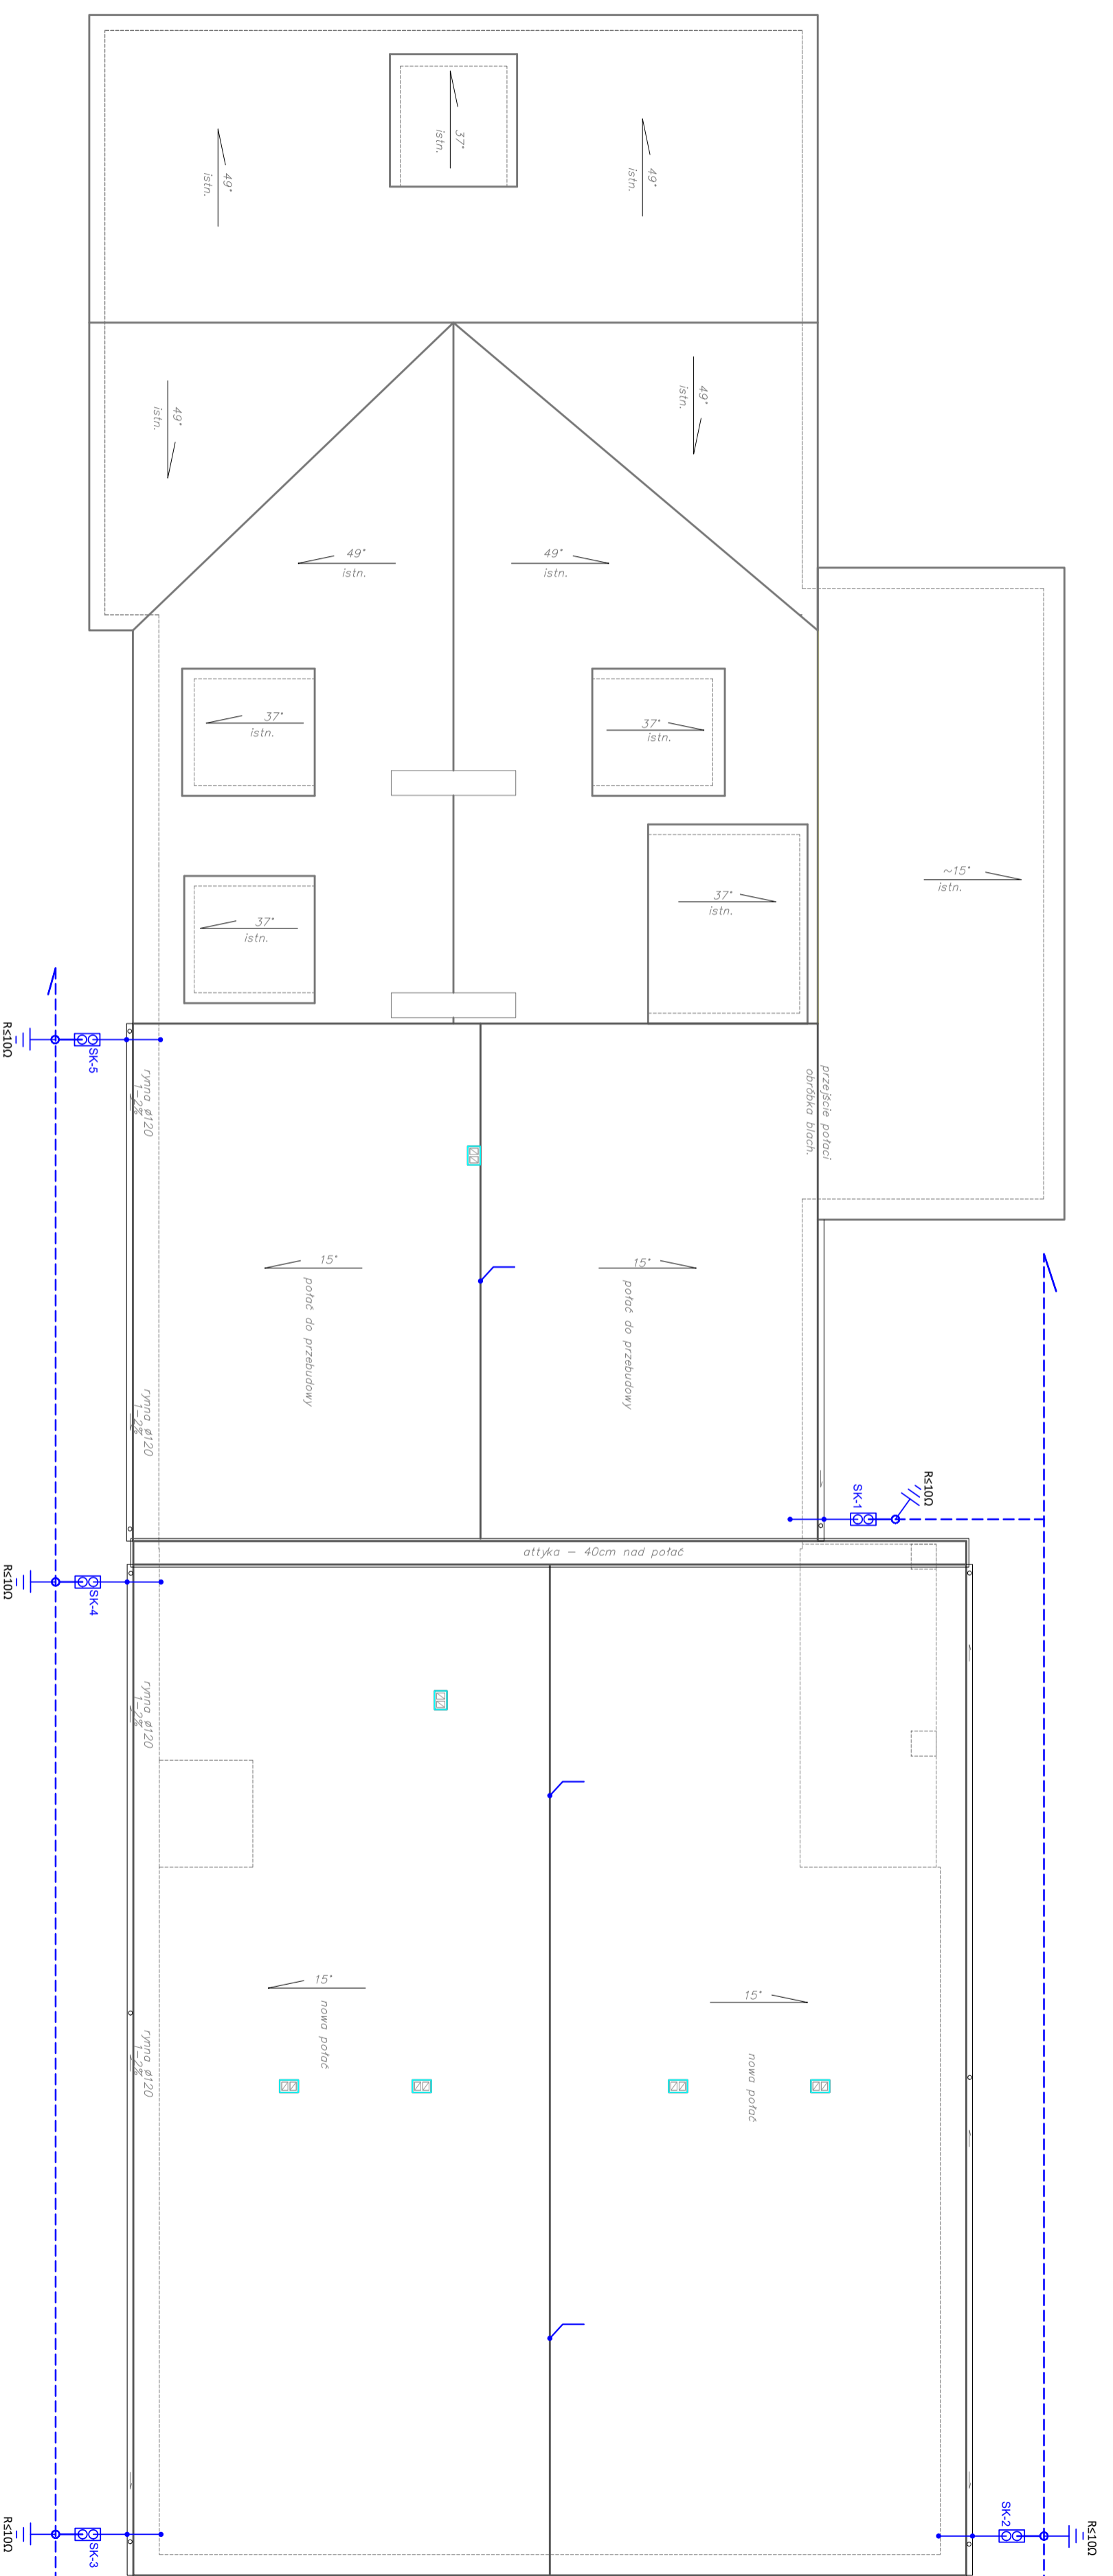 37°
istn.
49°
istn.
49°
istn.
49°
istn.
49°
istn.
49°
istn.
49°
istn.
37°
istn.
37°
istn.
~15°
istn.
37°
istn.
37°
istn.
R≤10Ω
SK-5
rynna ø120
1-2%
przejście połaci
obróbka blach.
15°
połać do przebudowy
15°
połać do przebudowy
rynna ø120
1-2%
R≤10Ω
SK-1
attyka – 40cm nad połać
R≤10Ω
SK-4
rynna ø120
1-2%
15°
nowa połać
15°
nowa połać
rynna ø120
1-2%
R≤10Ω
SK-3
SK-2
R≤10Ω